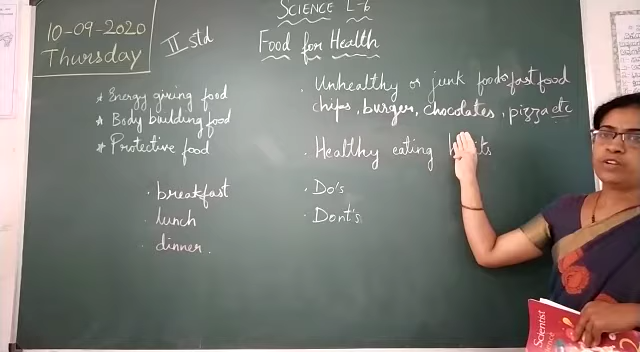 10-09-2020
Thursday
II std
SCIENCE L-6
Food for Health
* Energy giving food
* Body building food
* Protective food
. breakfast
. lunch
. dinner.
. Unhealthy or junk foods fast food
chips, burger, chocolates, pizza etc
. Healthy eating
. Do's
. Dont's
Scientist